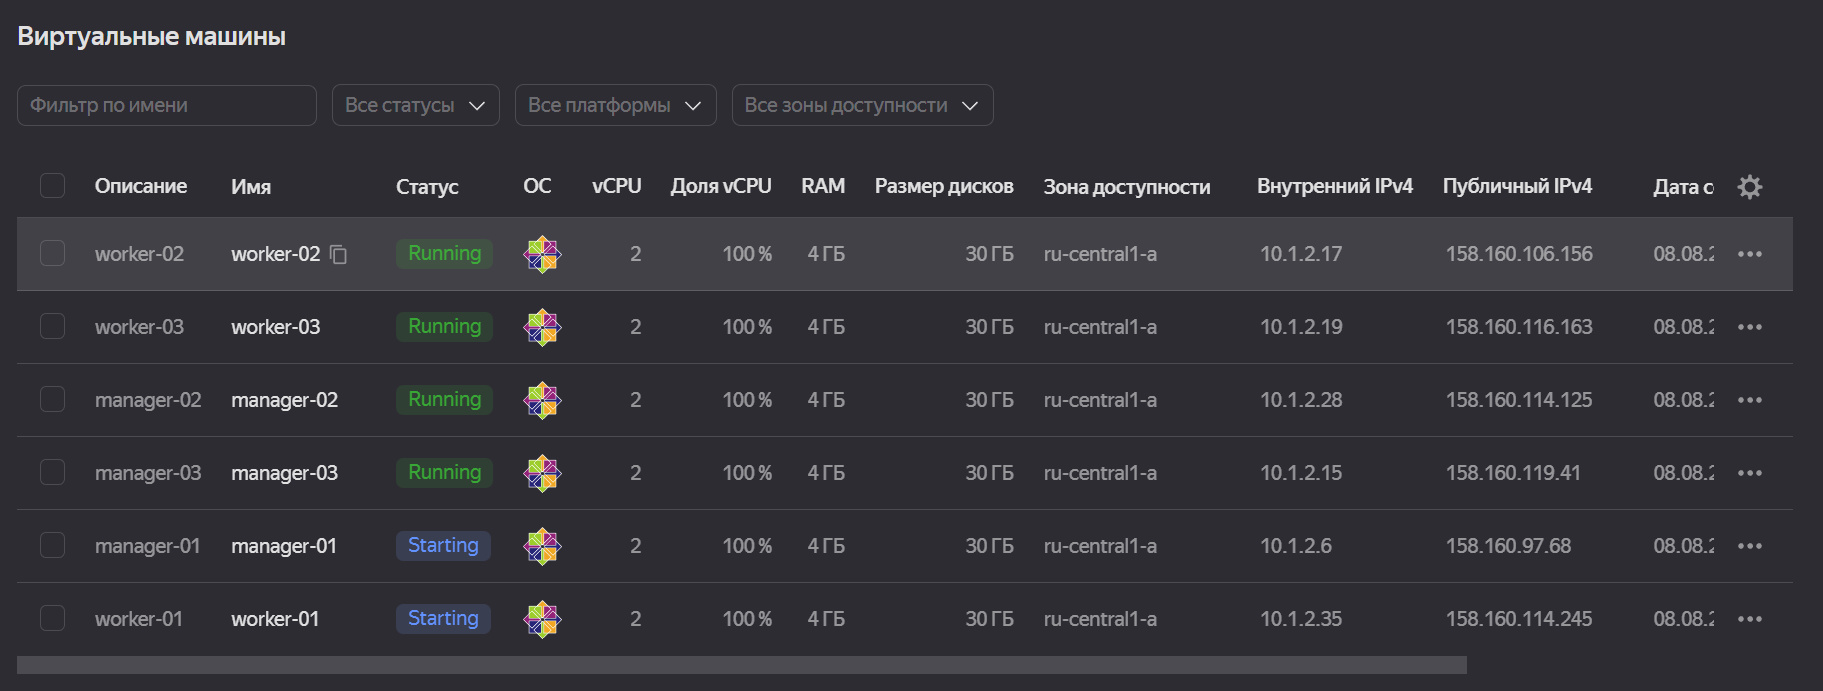 Виртуальные машины
Фильтр по имени Все статусы Все платформы Все зоны доступности
Описание Имя Статус ОС vCPU Доля vCPU RAM Размер дисков Зона доступности Внутренний IPv4 Публичный IPv4 Дата с
worker-02 worker-02 Running 2 100 % 4 ГБ 30 ГБ ru-central1-a 10.1.2.17 158.160.106.156 08.08.2
worker-03 worker-03 Running 2 100 % 4 ГБ 30 ГБ ru-central1-a 10.1.2.19 158.160.116.163 08.08.2
manager-02 manager-02 Running 2 100 % 4 ГБ 30 ГБ ru-central1-a 10.1.2.28 158.160.114.125 08.08.2
manager-03 manager-03 Running 2 100 % 4 ГБ 30 ГБ ru-central1-a 10.1.2.15 158.160.119.41 08.08.2
manager-01 manager-01 Starting 2 100 % 4 ГБ 30 ГБ ru-central1-a 10.1.2.6 158.160.97.68 08.08.2
worker-01 worker-01 Starting 2 100 % 4 ГБ 30 ГБ ru-central1-a 10.1.2.35 158.160.114.245 08.08.2